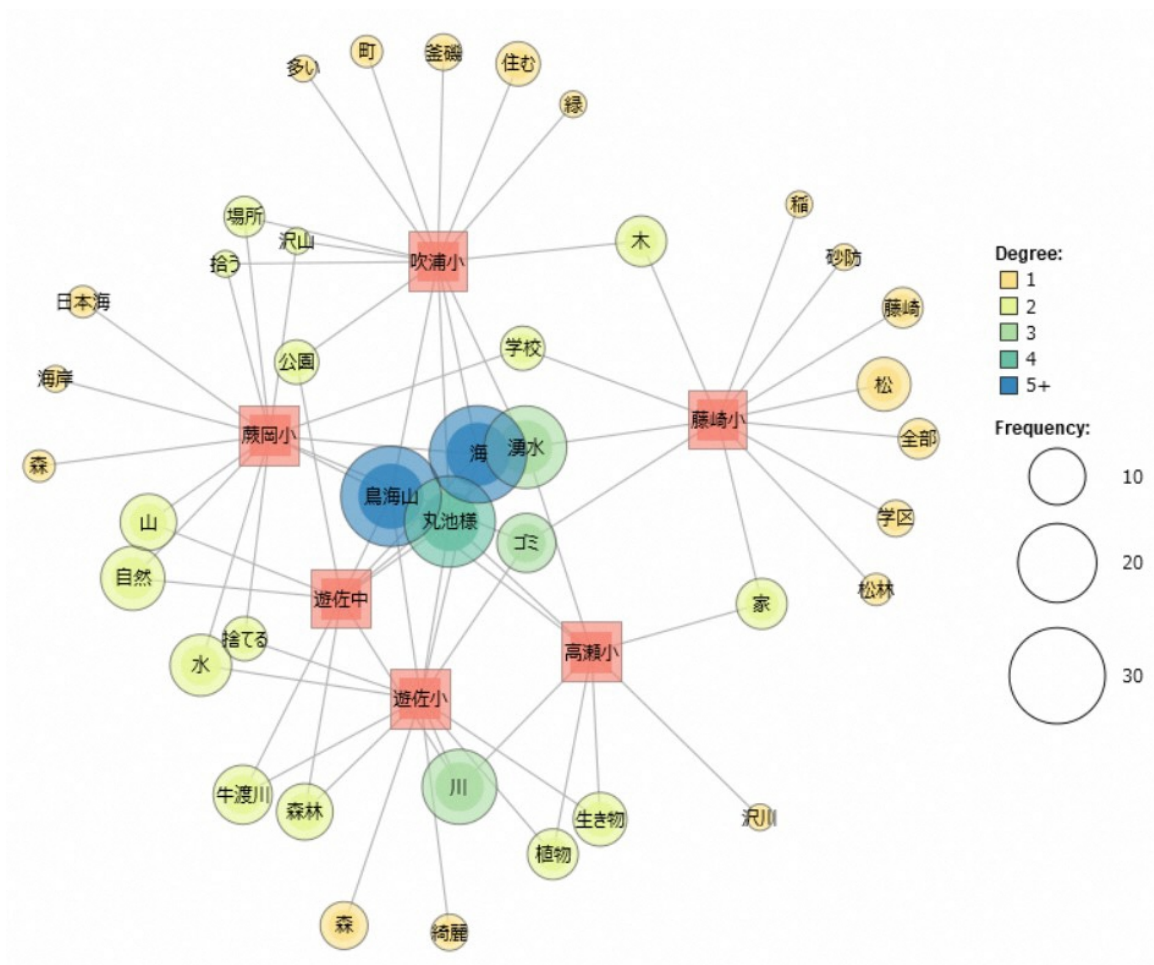 多い
町
釜磯
住む
緑
場所
沢山
拾う
吹浦小
木
稲
砂防
日本海
藤崎
海岸
公園
学校
松
蕨岡小
藤崎小
全部
森
海
湧水
鳥海山
丸池様
山
ゴミ
学区
自然
遊佐中
松林
家
捨てる
水
高瀬小
遊佐小
牛渡川
森林
川
生き物
沢川
植物
森
綺麗
Degree:
1
2
3
4
5+
Frequency:
10
20
30